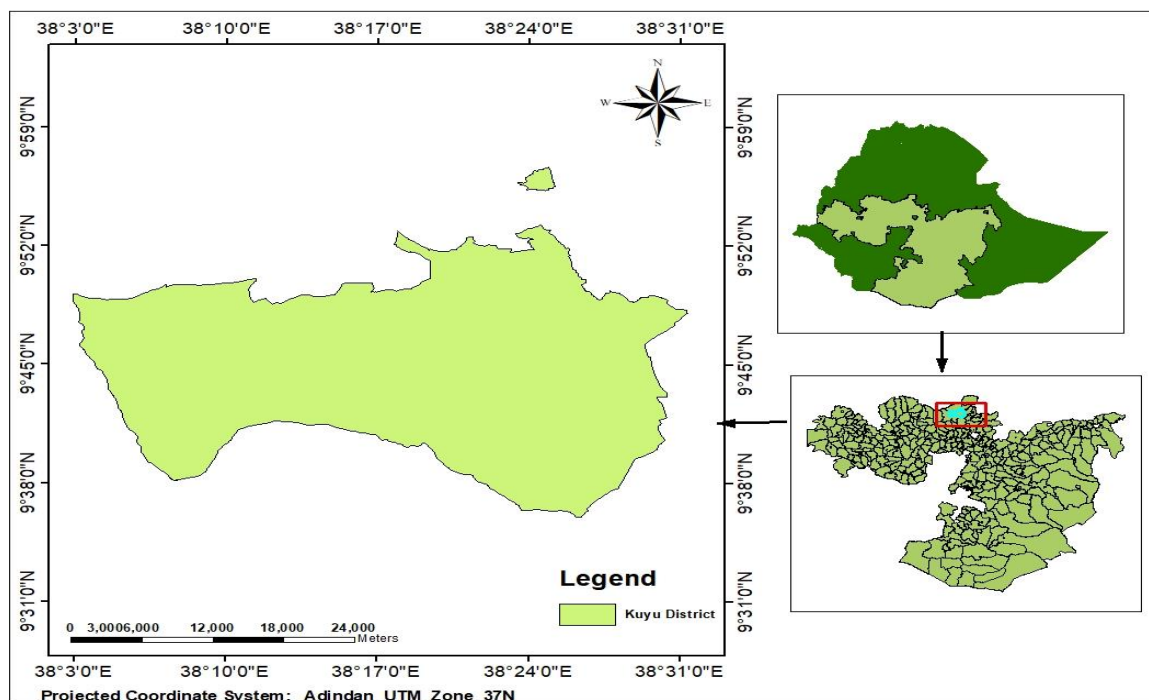 38°3'0"E 38°10'0"E 38°17'0"E 38°24'0"E 38°31'0"E
N
W E
S
9°59'0"N 9°59'0"N
9°52'0"N 9°52'0"N
9°45'0"N 9°45'0"N
9°38'0"N 9°38'0"N
9°31'0"N 9°31'0"N
Legend
Kuyu District
0 3,0006,000 12,000 18,000 24,000
Meters
38°3'0"E 38°10'0"E 38°17'0"E 38°24'0"E 38°31'0"E
Projected Coordinate System: Adindan_UTM_Zone_37N